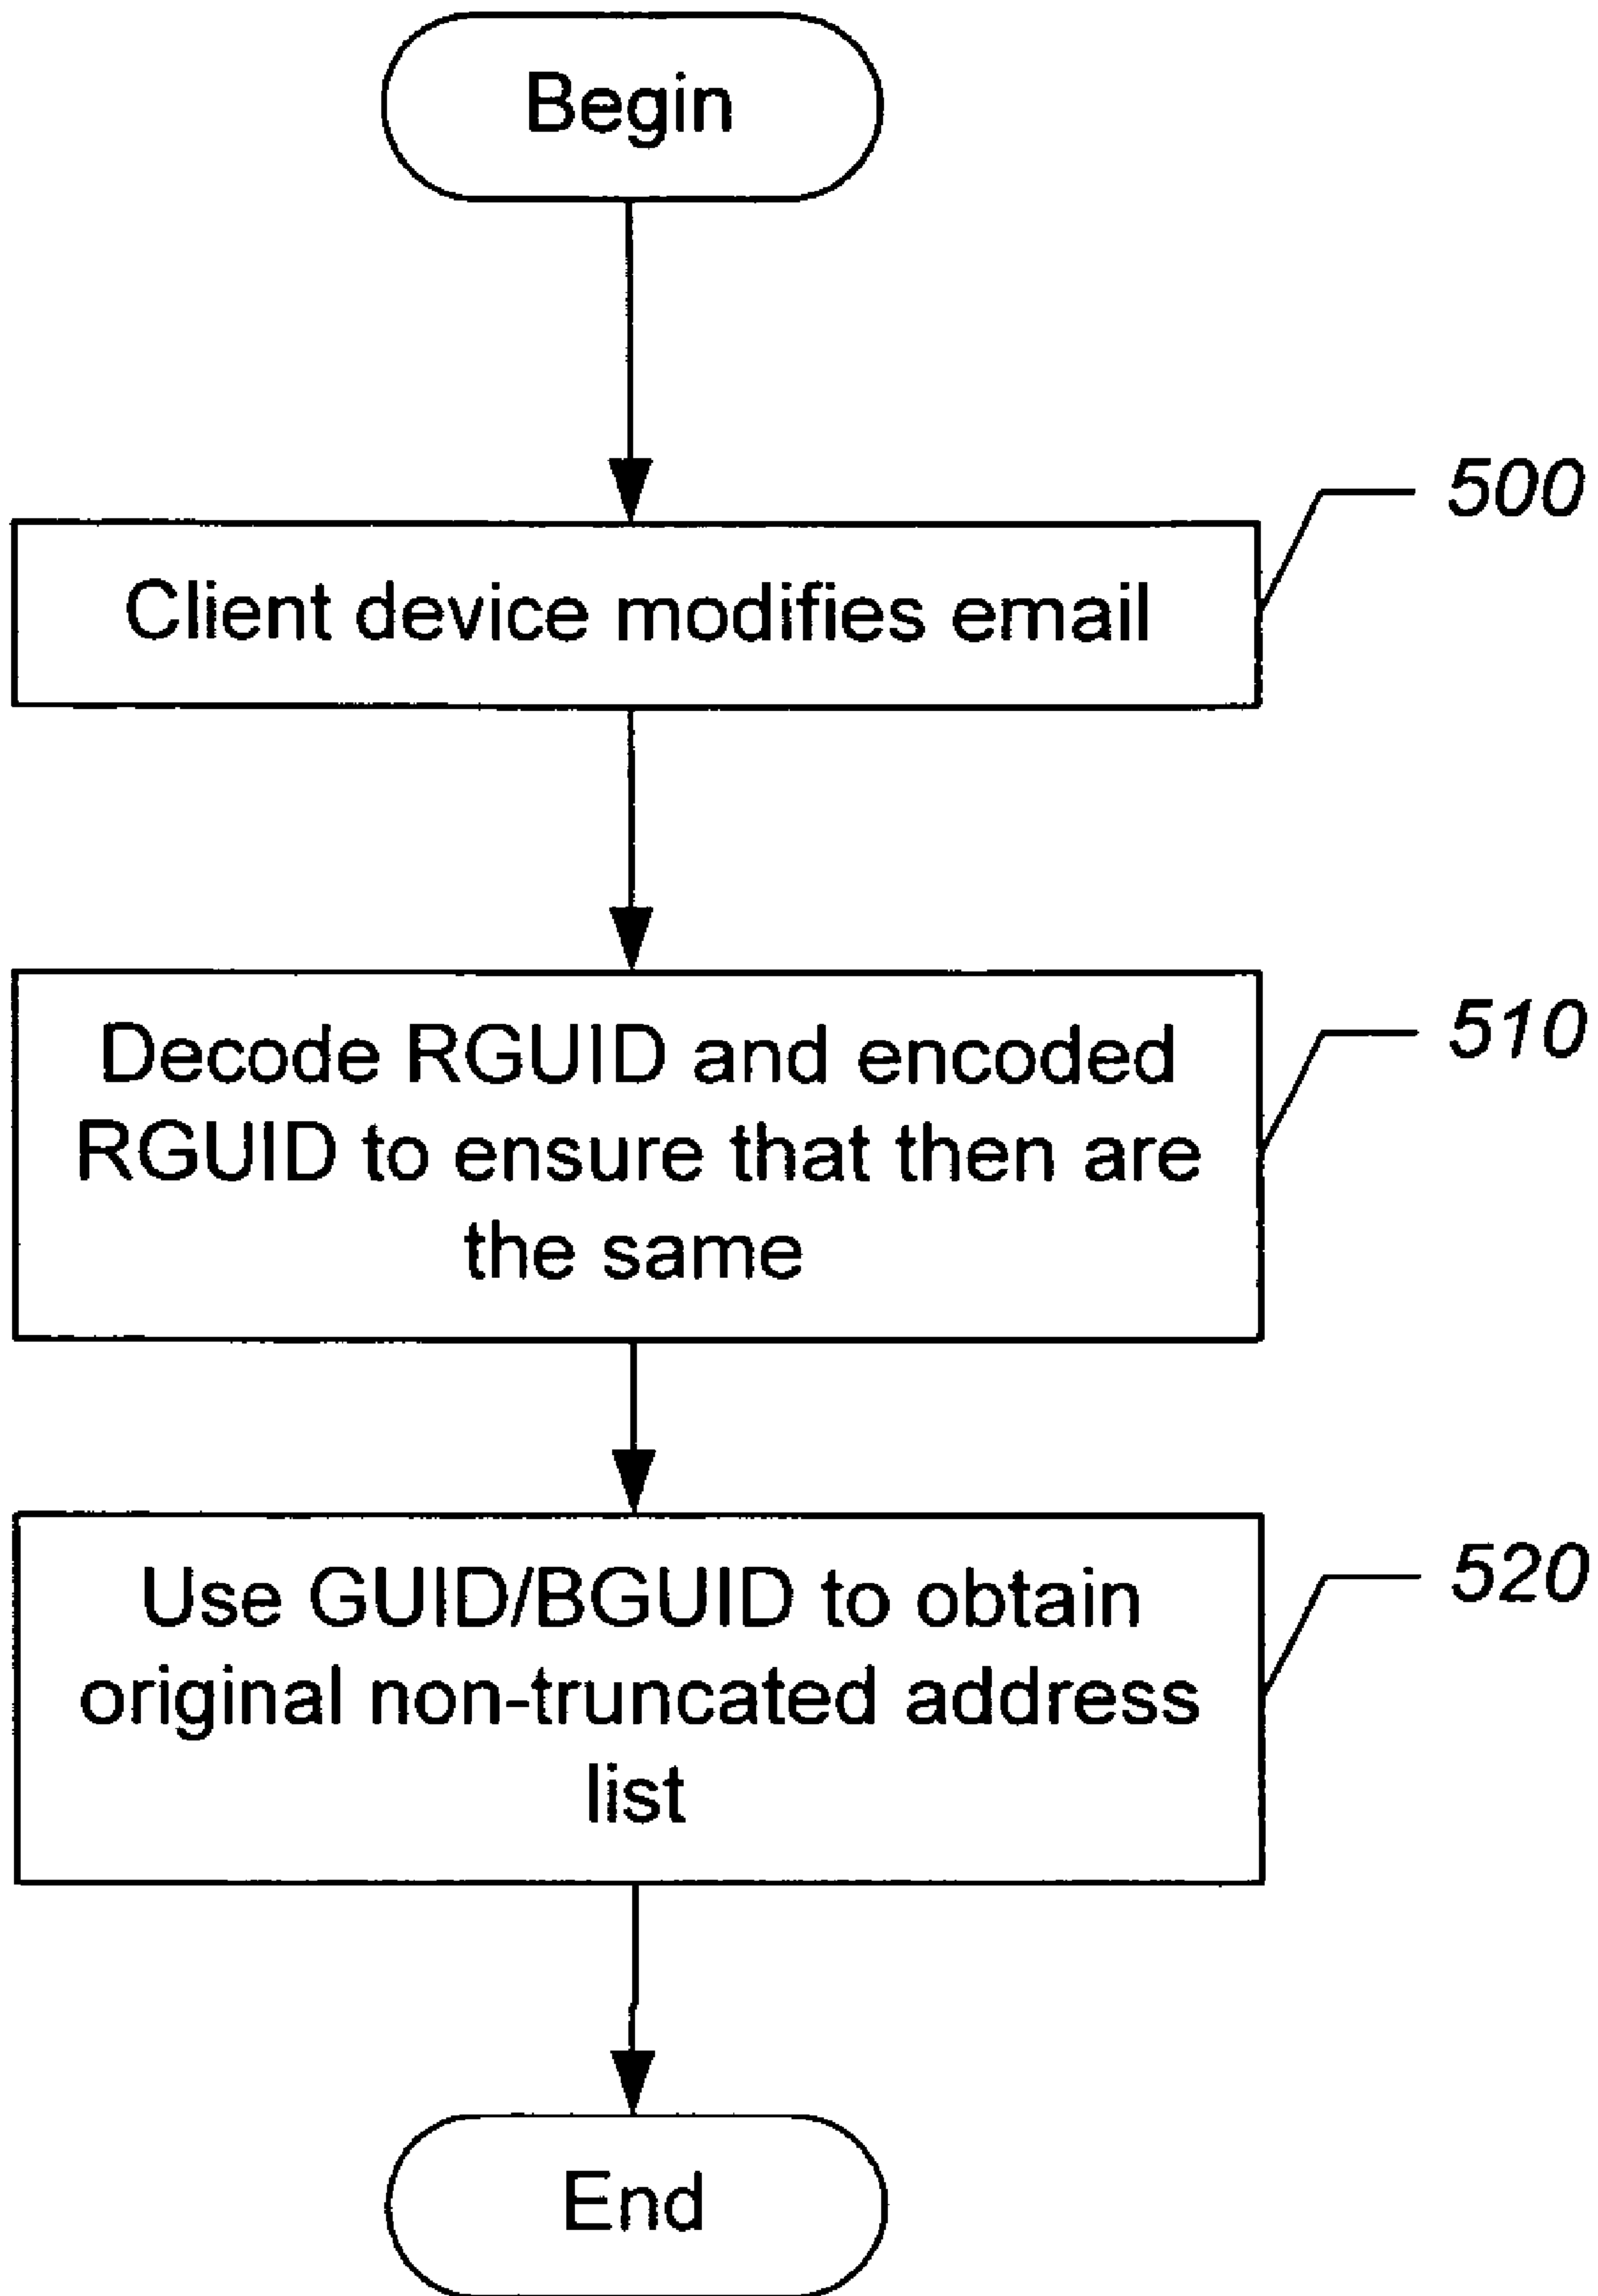 Begin
500
Client device modifies email
510
Decode RGUID and encoded
RGUID to ensure that then are
the same
520
Use GUID/BGUID to obtain
original non-truncated address
list
End